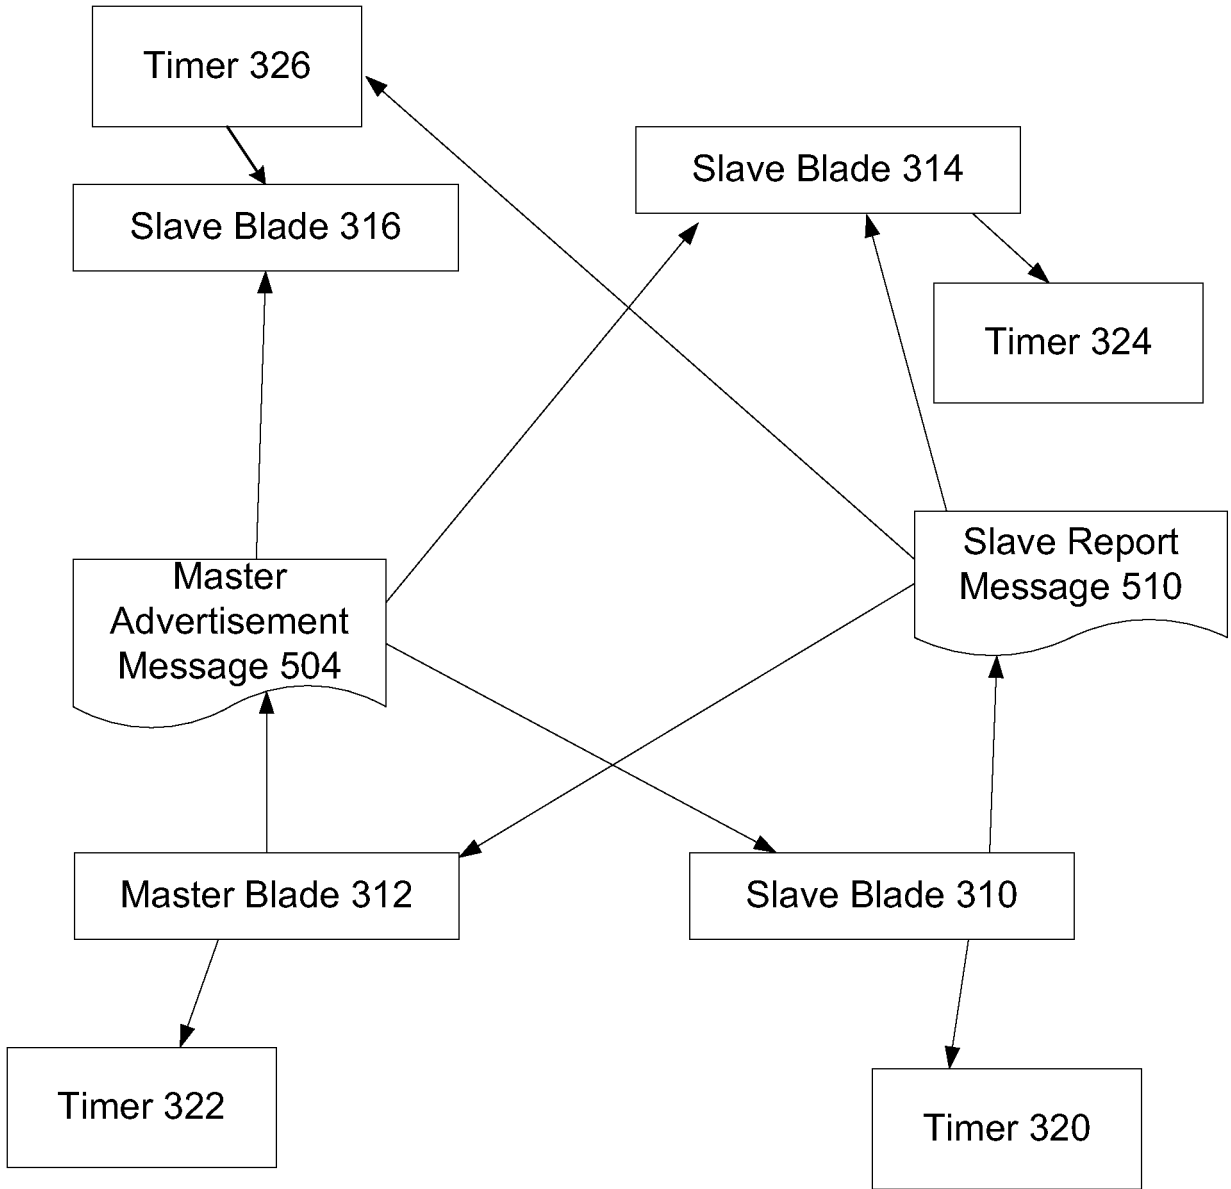 Timer 326
Slave Blade 314
Slave Blade 316
Timer 324
Slave Report
Message 510
Master
Advertisement
Message 504
Master Blade 312
Slave Blade 310
Timer 322
Timer 320